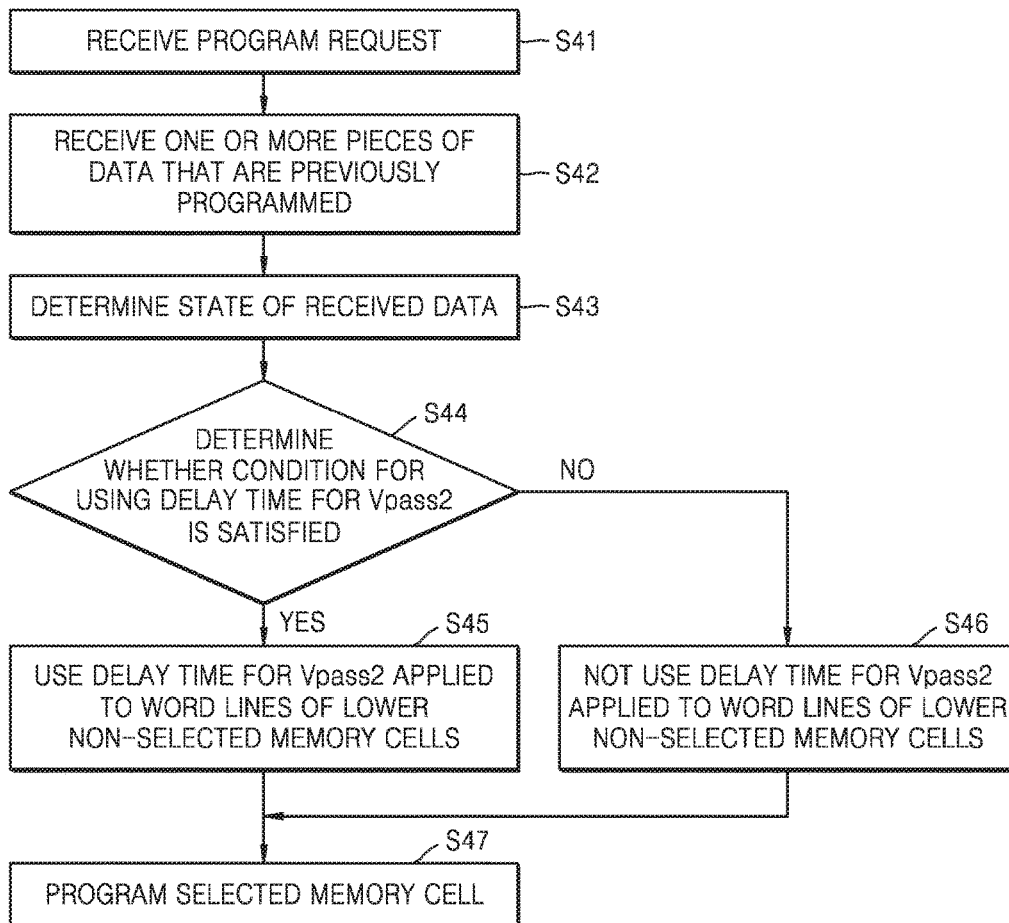 RECEIVE PROGRAM REQUEST
S41
RECEIVE ONE OR MORE PIECES OF
DATA THAT ARE PREVIOUSLY
PROGRAMMED
S42
DETERMINE STATE OF RECEIVED DATA
S43
S44
DETERMINE
WHETHER CONDITION FOR
USING DELAY TIME FOR Vpass2
IS SATISFIED
NO
YES
S45
USE DELAY TIME FOR Vpass2 APPLIED
TO WORD LINES OF LOWER
NON-SELECTED MEMORY CELLS
S46
NOT USE DELAY TIME FOR Vpass2
APPLIED TO WORD LINES OF LOWER
NON-SELECTED MEMORY CELLS
S47
PROGRAM SELECTED MEMORY CELL